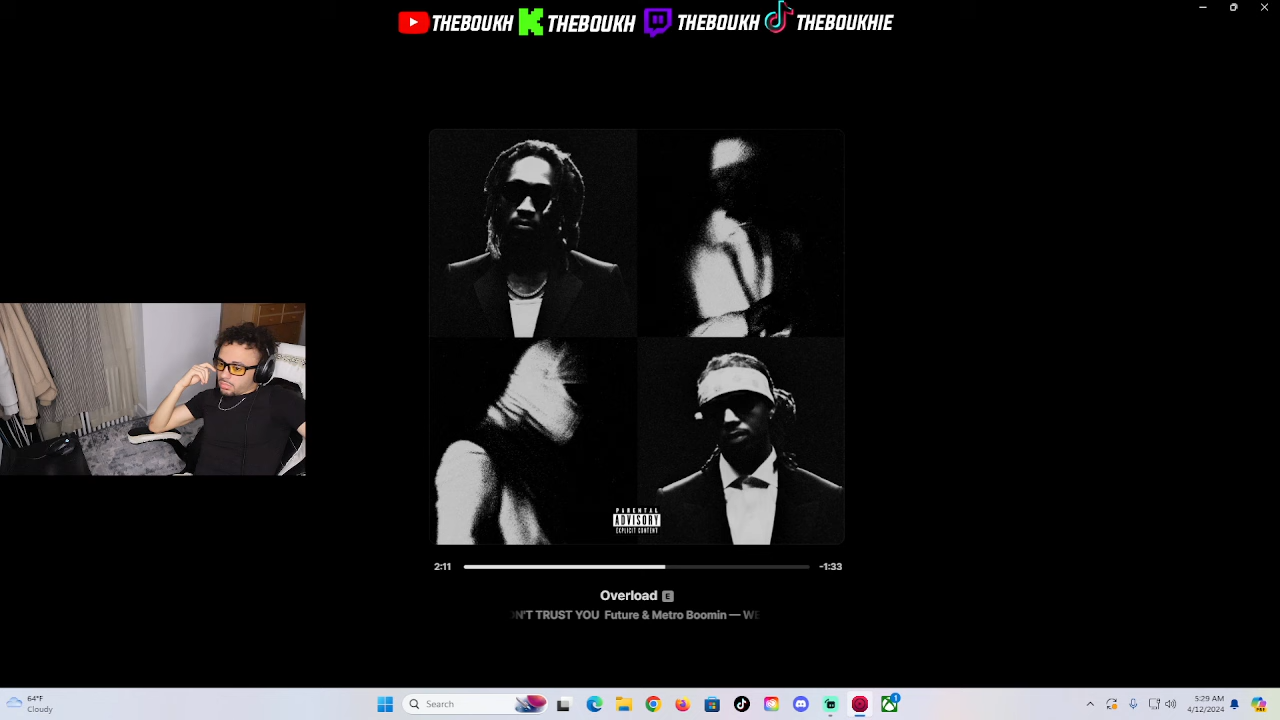 THEBOUKH THEBOUKH THEBOUKH THEBOUKHIE
PARENTAL
ADVISORY
EXPLICIT CONTENT
2:11 -1:33
Overload E
N'T TRUST YOU Future & Metro Boomin — WE
64°F
Cloudy
Search
1
5:29 AM
4/12/2024